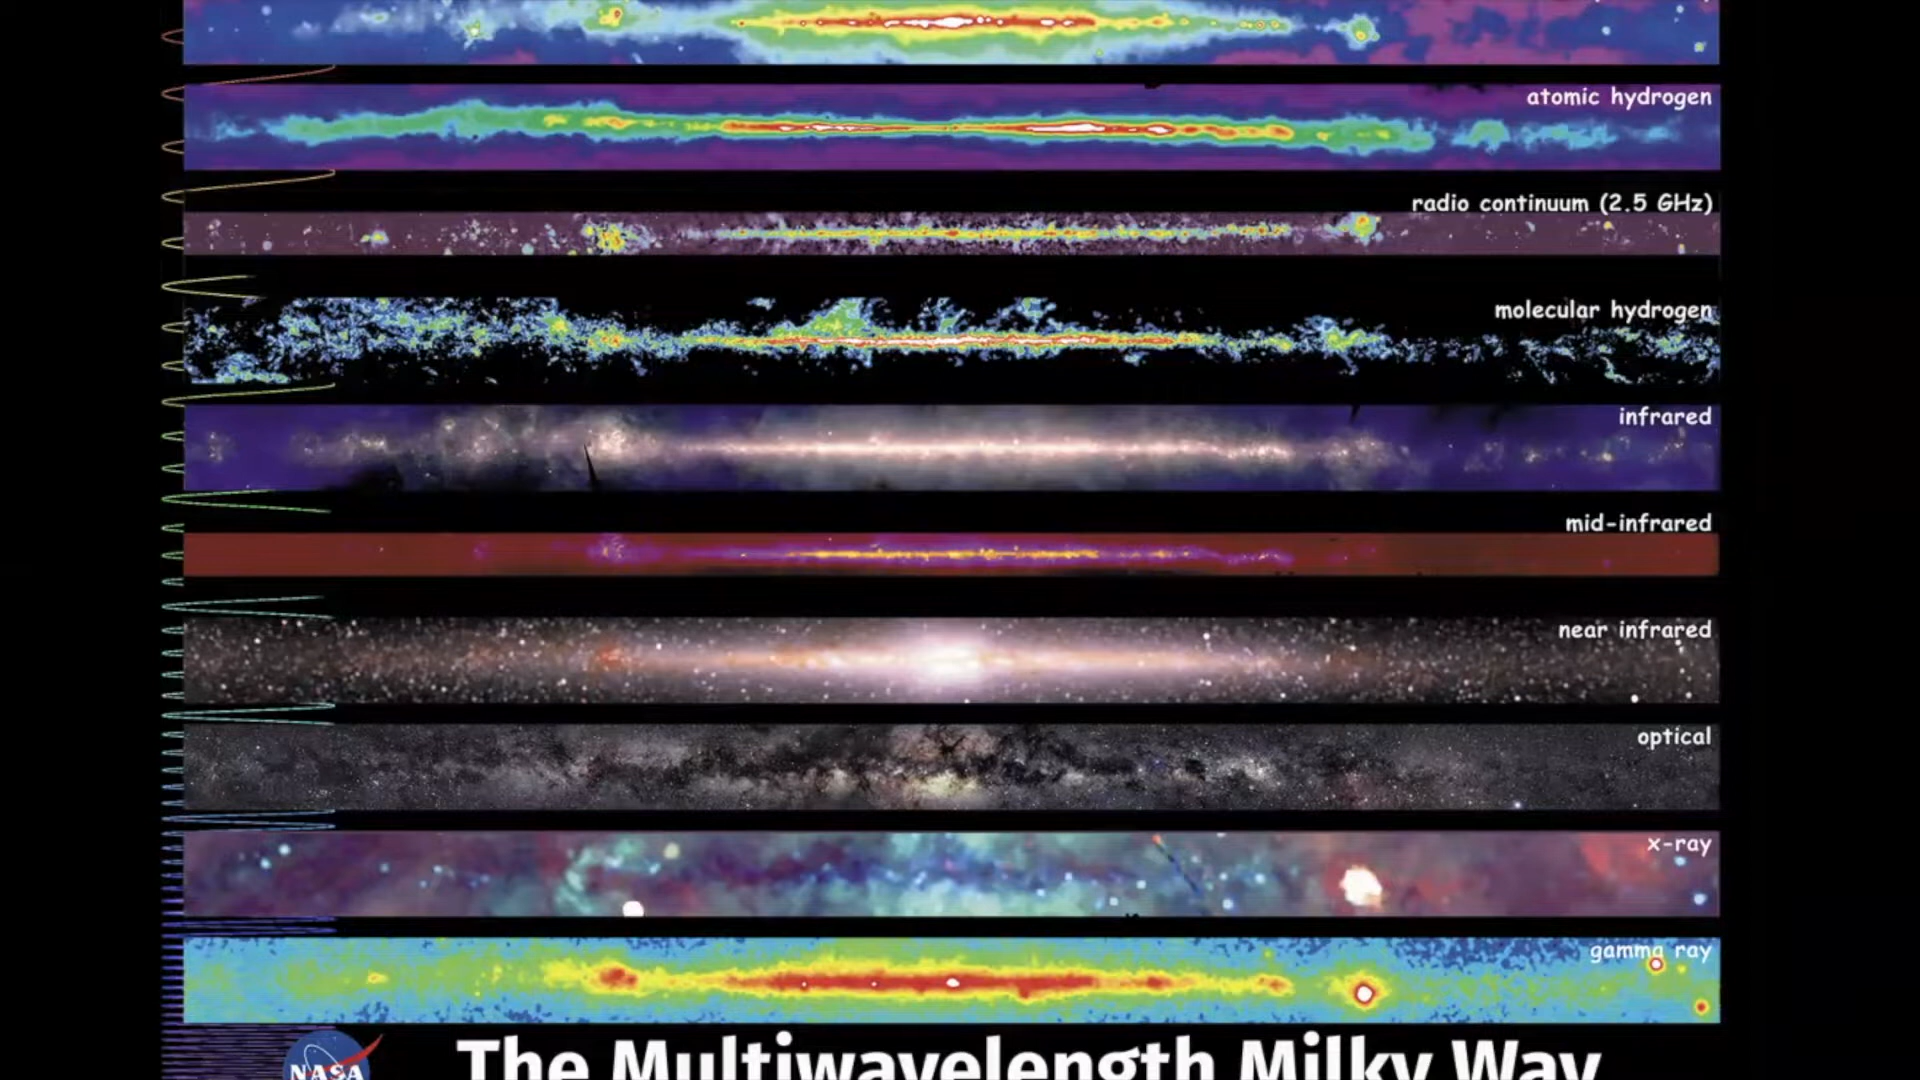 atomic hydrogen
radio continuum (2.5 GHz)
molecular hydrogen
infrared
mid-infrared
near infrared
optical
x-ray
gamma ray
NASA
The Multiwavelength Milky Way